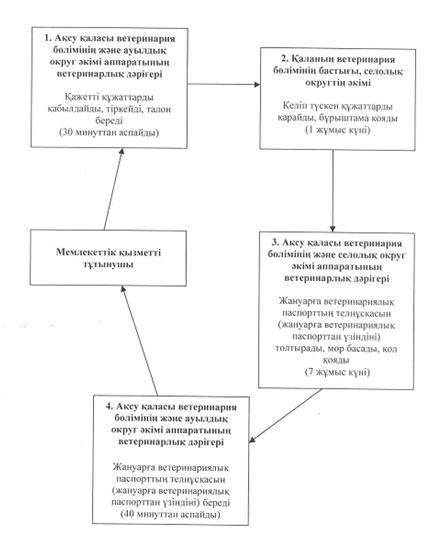 1. Ақсу қаласы ветеринария
бөлімінің және ауылдық
округ әкімі аппаратының
ветеринарлық дәрігері
Қажетті құжаттарды
қабылдайды, тіркейді, талон
береді
(30 минуттан аспайды)
2. Қаланың ветеринария
бөлімінің бастығы, селолық
округтің әкімі
Келіп түскен құжаттарды
қарайды, бұрыштама қояды
(1 жұмыс күні)
Мемлекеттік қызметті
тұтынушы
3. Ақсу қаласы ветеринария
бөлімінің және селолық округ
әкімі аппаратының
ветеринарлық дәрігері
Жануарға ветеринариялық
паспорттың телнұсқасын
(жануарға ветеринариялық
паспорттан үзіндіні)
толтырады, мөр басады, қол
қояды
(7 жұмыс күні)
4. Ақсу қаласы ветеринария
бөлімінің және ауылдық
округ әкімі аппаратының
ветеринарлық дәрігері
Жануарға ветеринариялық
паспорттың телнұсқасын
(жануарға ветеринариялық
паспорттан үзіндіні) береді
(40 минуттан аспайды)